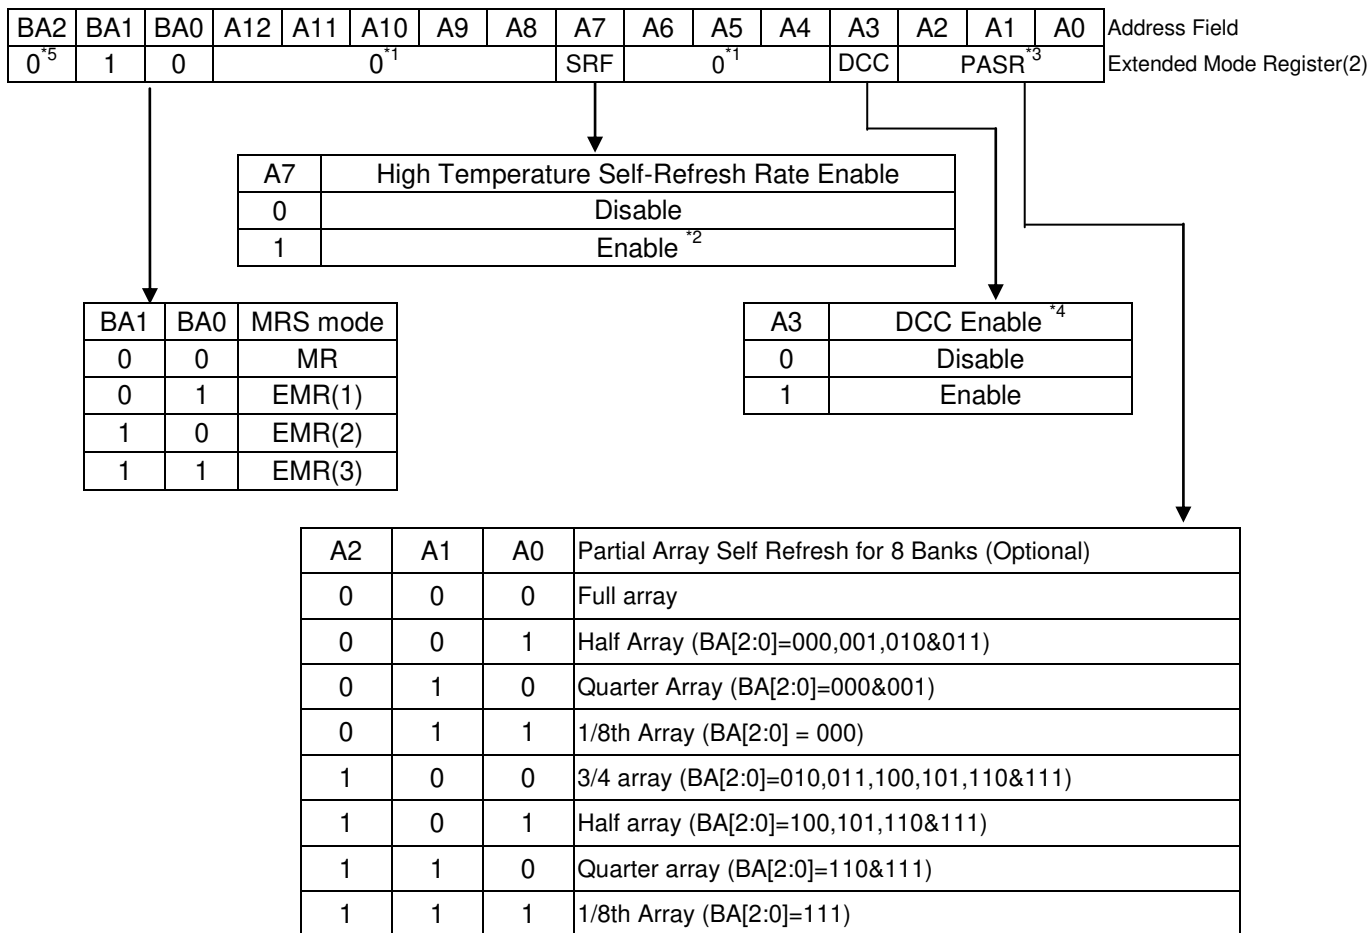 BA2 BA1 BA0 A12 A11 A10 A9 A8 A7 A6 A5 A4 A3 A2 A1 A0 Address Field
0*5 1 0 0*1 SRF 0*1 DCC PASR*3 Extended Mode Register(2)
A7 High Temperature Self-Refresh Rate Enable
0 Disable
1 Enable *2
BA1 BA0 MRS mode
0 0 MR
0 1 EMR(1)
1 0 EMR(2)
1 1 EMR(3)
A3 DCC Enable *4
0 Disable
1 Enable
A2 A1 A0 Partial Array Self Refresh for 8 Banks (Optional)
0 0 0 Full array
0 0 1 Half Array (BA[2:0]=000,001,010&011)
0 1 0 Quarter Array (BA[2:0]=000&001)
0 1 1 1/8th Array (BA[2:0] = 000)
1 0 0 3/4 array (BA[2:0]=010,011,100,101,110&111)
1 0 1 Half array (BA[2:0]=100,101,110&111)
1 1 0 Quarter array (BA[2:0]=110&111)
1 1 1 1/8th Array (BA[2:0]=111)